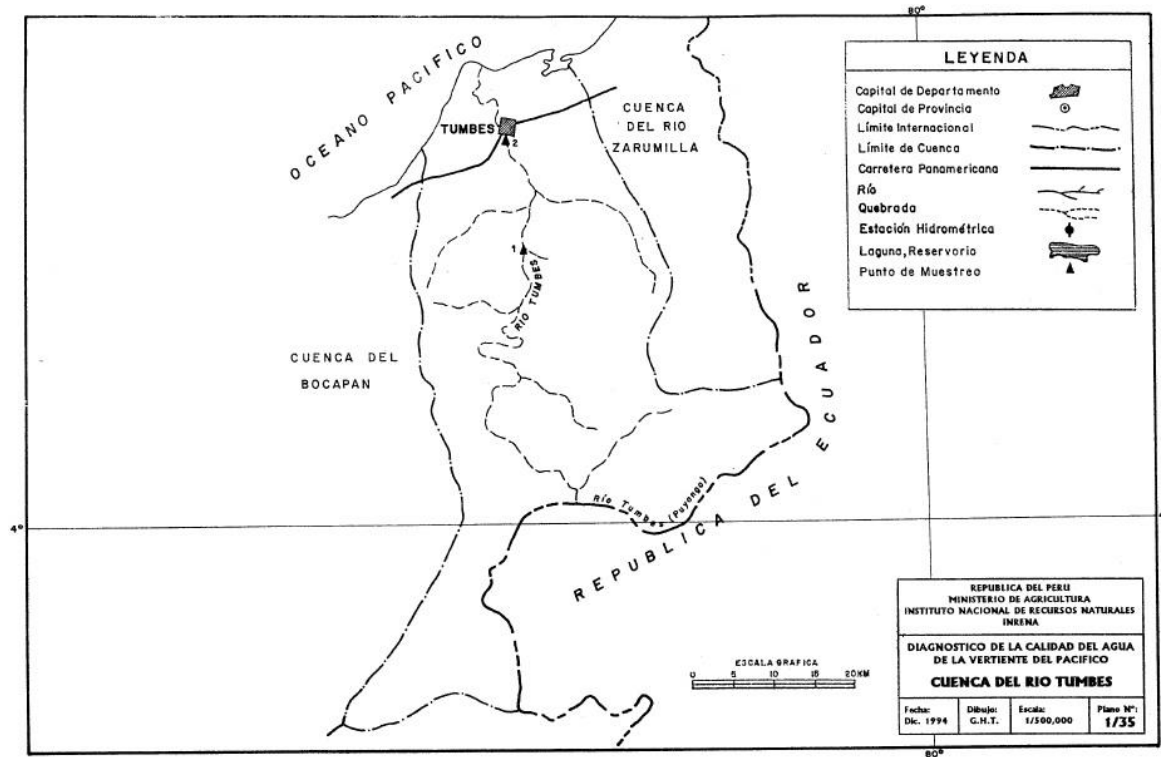 80°
OCEANO PACIFICO
TUMBES
2
CUENCA
DEL RIO
ZARUMILLA
1
RIO TUMBES
CUENCA DEL
BOCAPAN
Río Tumbes (Puyango)
REPUBLICA DEL ECUADOR
4°
4
LEYENDA
Capital de Departamento
Capital de Provincia
Límite Internacional
Límite de Cuenca
Carretera Panamericana
Río
Quebrada
Estación Hidrométrica
Laguna, Reservorio
Punto de Muestreo
ESCALA GRAFICA
0 5 10 15 20 KM
REPUBLICA DEL PERU
MINISTERIO DE AGRICULTURA
INSTITUTO NACIONAL DE RECURSOS NATURALES
INRENA
DIAGNOSTICO DE LA CALIDAD DEL AGUA
DE LA VERTIENTE DEL PACIFICO
CUENCA DEL RIO TUMBES
Fecha: Dibujo: Escala: Plano Nº:
Dic. 1994 G.H.T. 1/500,000 1/35
80°